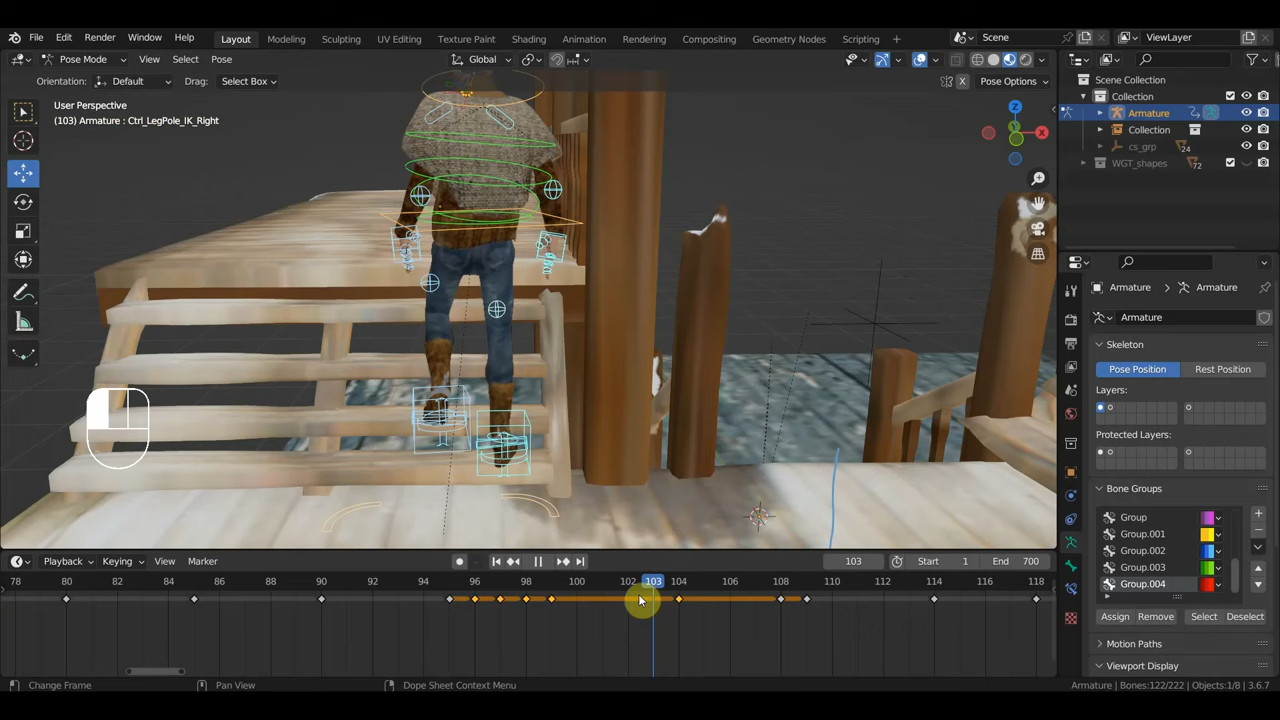 File Edit Render Window Help Layout Modeling Sculpting UV Editing Texture Paint Shading Animation Rendering Compositing Geometry Nodes Scripting + Scene ViewLayer
Pose Mode View Select Pose Global
Orientation: Default Drag: Select Box X Pose Options
User Perspective
(103) Armature : Ctrl_LegPole_IK_Right
Z
X
Scene Collection
Collection
Armature
Collection
cs_grp 24
WGT_shapes 72
Armature > Armature
Armature
Skeleton
Pose Position Rest Position
Layers:
Protected Layers:
Bone Groups
Group
Group.001
Group.002
Group.003
Group.004
Assign Remove Select Deselect
Motion Paths
Viewport Display
Playback Keying View Marker 103 Start 1 End 700
78 80 82 84 86 88 90 92 94 96 98 100 102 103 104 106 108 110 112 114 116 118
Change Frame Pan View Dope Sheet Context Menu Armature | Bones:122/222 | Objects:1/8 | 3.6.7